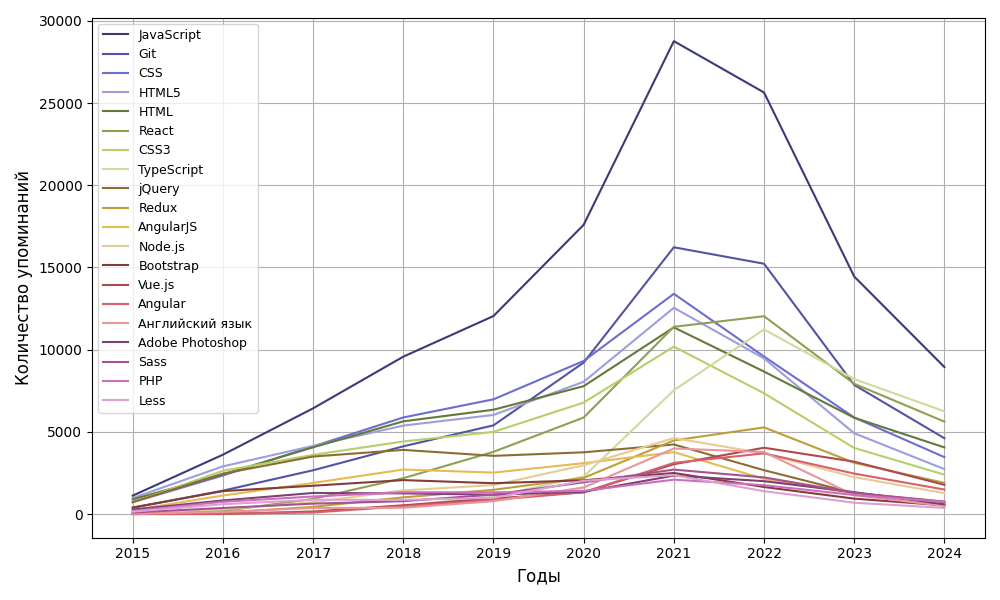 30000
25000
20000
15000
10000
5000
0
Количество упоминаний
JavaScript
Git
CSS
HTML5
HTML
React
CSS3
TypeScript
jQuery
Redux
AngularJS
Node.js
Bootstrap
Vue.js
Angular
Английский язык
Adobe Photoshop
Sass
PHP
Less
2015 2016 2017 2018 2019 2020 2021 2022 2023 2024
Годы